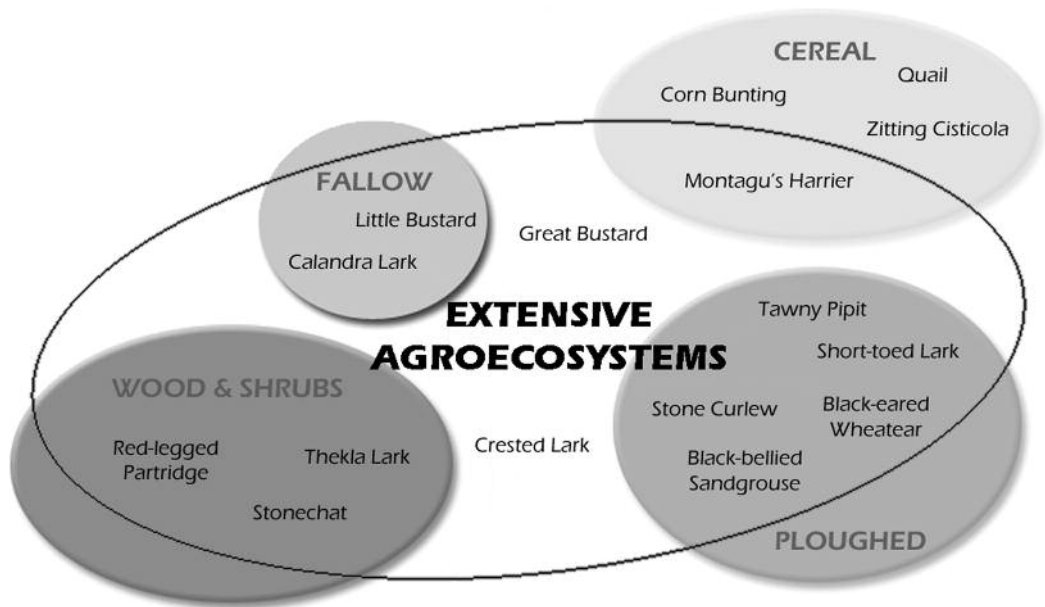 CEREAL
Quail
Corn Bunting
Zitting Cisticola
Montagu's Harrier
FALLOW
Little Bustard
Calandra Lark
Great Bustard
EXTENSIVE
AGROECOSYSTEMS
Tawny Pipit
Short-toed Lark
Stone Curlew
Black-eared
Wheatear
Black-bellied
Sandgrouse
PLOUGHED
WOOD & SHRUBS
Red-legged
Partridge
Thekla Lark
Stonechat
Crested Lark